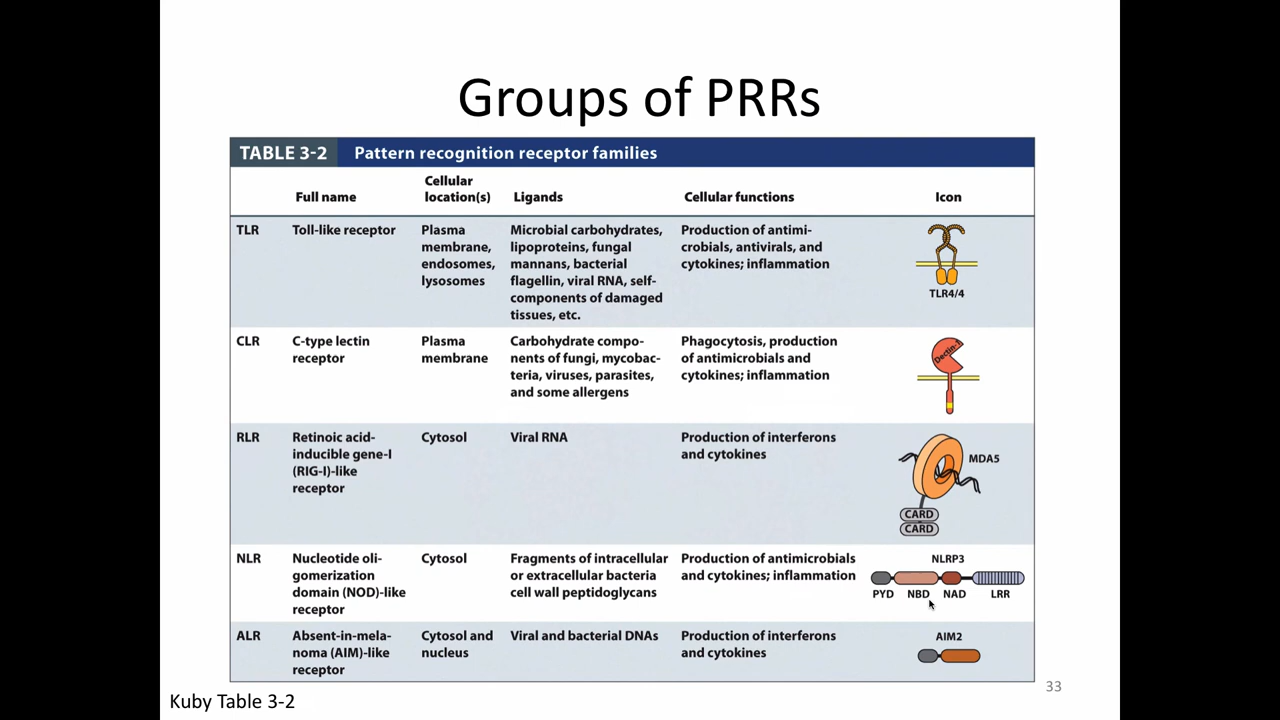 Groups of PRRs
TABLE 3-2 Pattern recognition receptor families
Full name
Cellular
location(s)
Ligands
Cellular functions
Icon
TLR
Toll-like receptor
Plasma
membrane,
endosomes,
lysosomes
Microbial carbohydrates,
lipoproteins, fungal
mannans, bacterial
flagellin, viral RNA, self-
components of damaged
tissues, etc.
Production of antimi-
crobials, antivirals, and
cytokines; inflammation
TLR4/4
CLR
C-type lectin
receptor
Plasma
membrane
Carbohydrate compo-
nents of fungi, mycobac-
teria, viruses, parasites,
and some allergens
Phagocytosis, production
of antimicrobials and
cytokines; inflammation
Dectin-1
RLR
Retinoic acid-
inducible gene-I
(RIG-I)-like
receptor
Cytosol
Viral RNA
Production of interferons
and cytokines
MDA5
CARD
CARD
NLR
Nucleotide oli-
gomerization
domain (NOD)-like
receptor
Cytosol
Fragments of intracellular
or extracellular bacteria
cell wall peptidoglycans
Production of antimicrobials
and cytokines; inflammation
NLRP3
PYD NBD NAD LRR
ALR
Absent-in-mela-
noma (AIM)-like
receptor
Cytosol and
nucleus
Viral and bacterial DNAs
Production of interferons
and cytokines
AIM2
Kuby Table 3-2
33